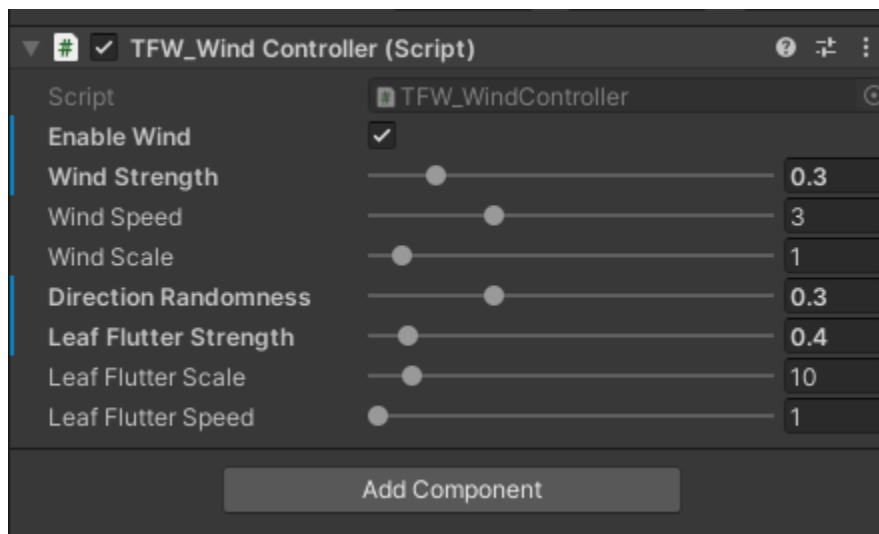 TFW_Wind Controller (Script)
Script TFW_WindController
Enable Wind
Wind Strength 0.3
Wind Speed 3
Wind Scale 1
Direction Randomness 0.3
Leaf Flutter Strength 0.4
Leaf Flutter Scale 10
Leaf Flutter Speed 1
Add Component